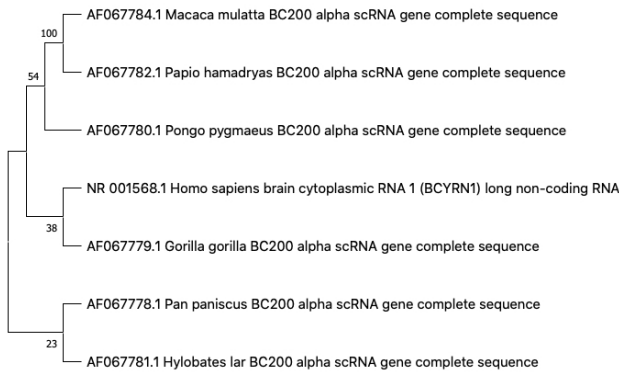 AF067784.1 Macaca mulatta BC200 alpha scRNA gene complete sequence
100
AF067782.1 Papio hamadryas BC200 alpha scRNA gene complete sequence
54
AF067780.1 Pongo pygmaeus BC200 alpha scRNA gene complete sequence
NR 001568.1 Homo sapiens brain cytoplasmic RNA 1 (BCYRN1) long non-coding RNA
38
AF067779.1 Gorilla gorilla BC200 alpha scRNA gene complete sequence
AF067778.1 Pan paniscus BC200 alpha scRNA gene complete sequence
23
AF067781.1 Hylobates lar BC200 alpha scRNA gene complete sequence